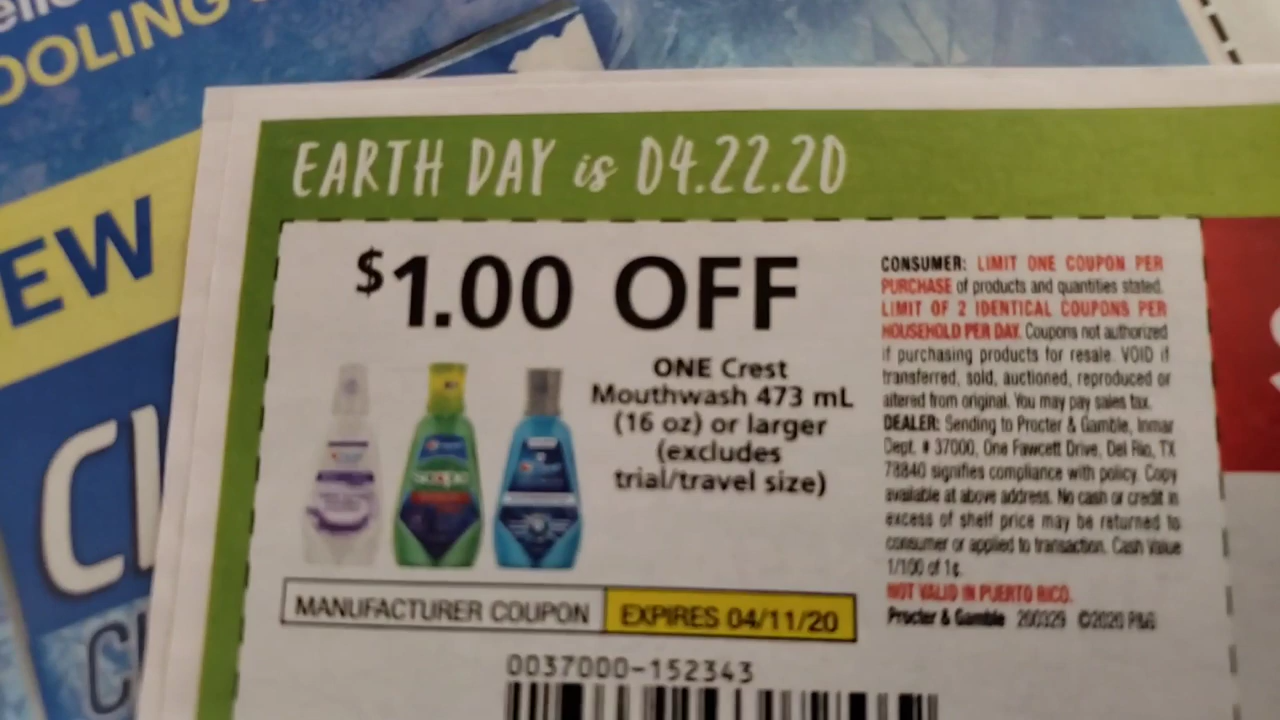 OOLING
EW
EARTH DAY is 04.22.20
$1.00 OFF
ONE Crest
Mouthwash 473 mL
(16 oz) or larger
(excludes
trial/travel size)
CONSUMER: LIMIT ONE COUPON PER
PURCHASE of products and quantities stated.
LIMIT OF 2 IDENTICAL COUPONS PER
HOUSEHOLD PER DAY. Coupons not authorized
if purchasing products for resale. VOID if
transferred, sold, auctioned, reproduced or
altered from original. You may pay sales tax.
DEALER: Sending to Procter & Gamble, Inmar
Dept. # 37000, One Fawcett Drive, Del Rio, TX
78840 signifies compliance with policy. Copy
available at above address. No cash or credit in
excess of shelf price may be returned to
consumer or applied to transaction. Cash Value
1/100 of 1¢.
NOT VALID IN PUERTO RICO.
Procter & Gamble 200329 ©2020 P&G
Crest
scope
MANUFACTURER COUPON EXPIRES 04/11/20
0037000-152343